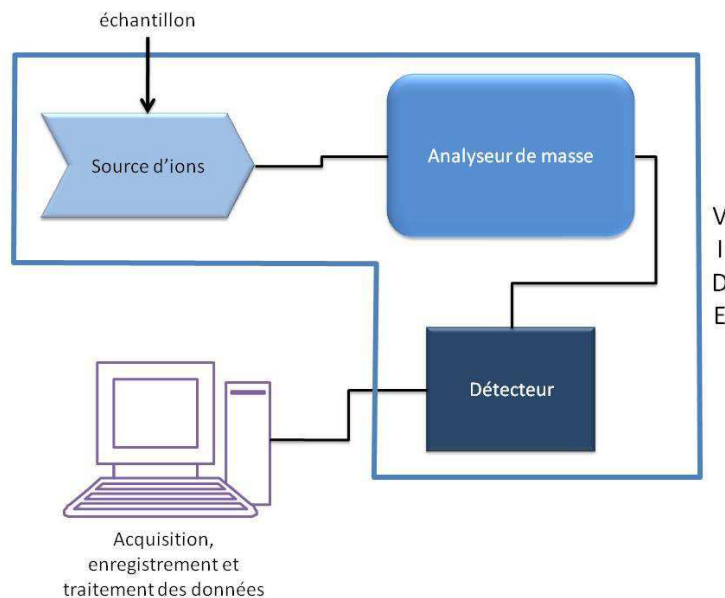 échantillon
Source d'ions
Analyseur de masse
V
I
D
E
Détecteur
Acquisition,
enregistrement et
traitement des données